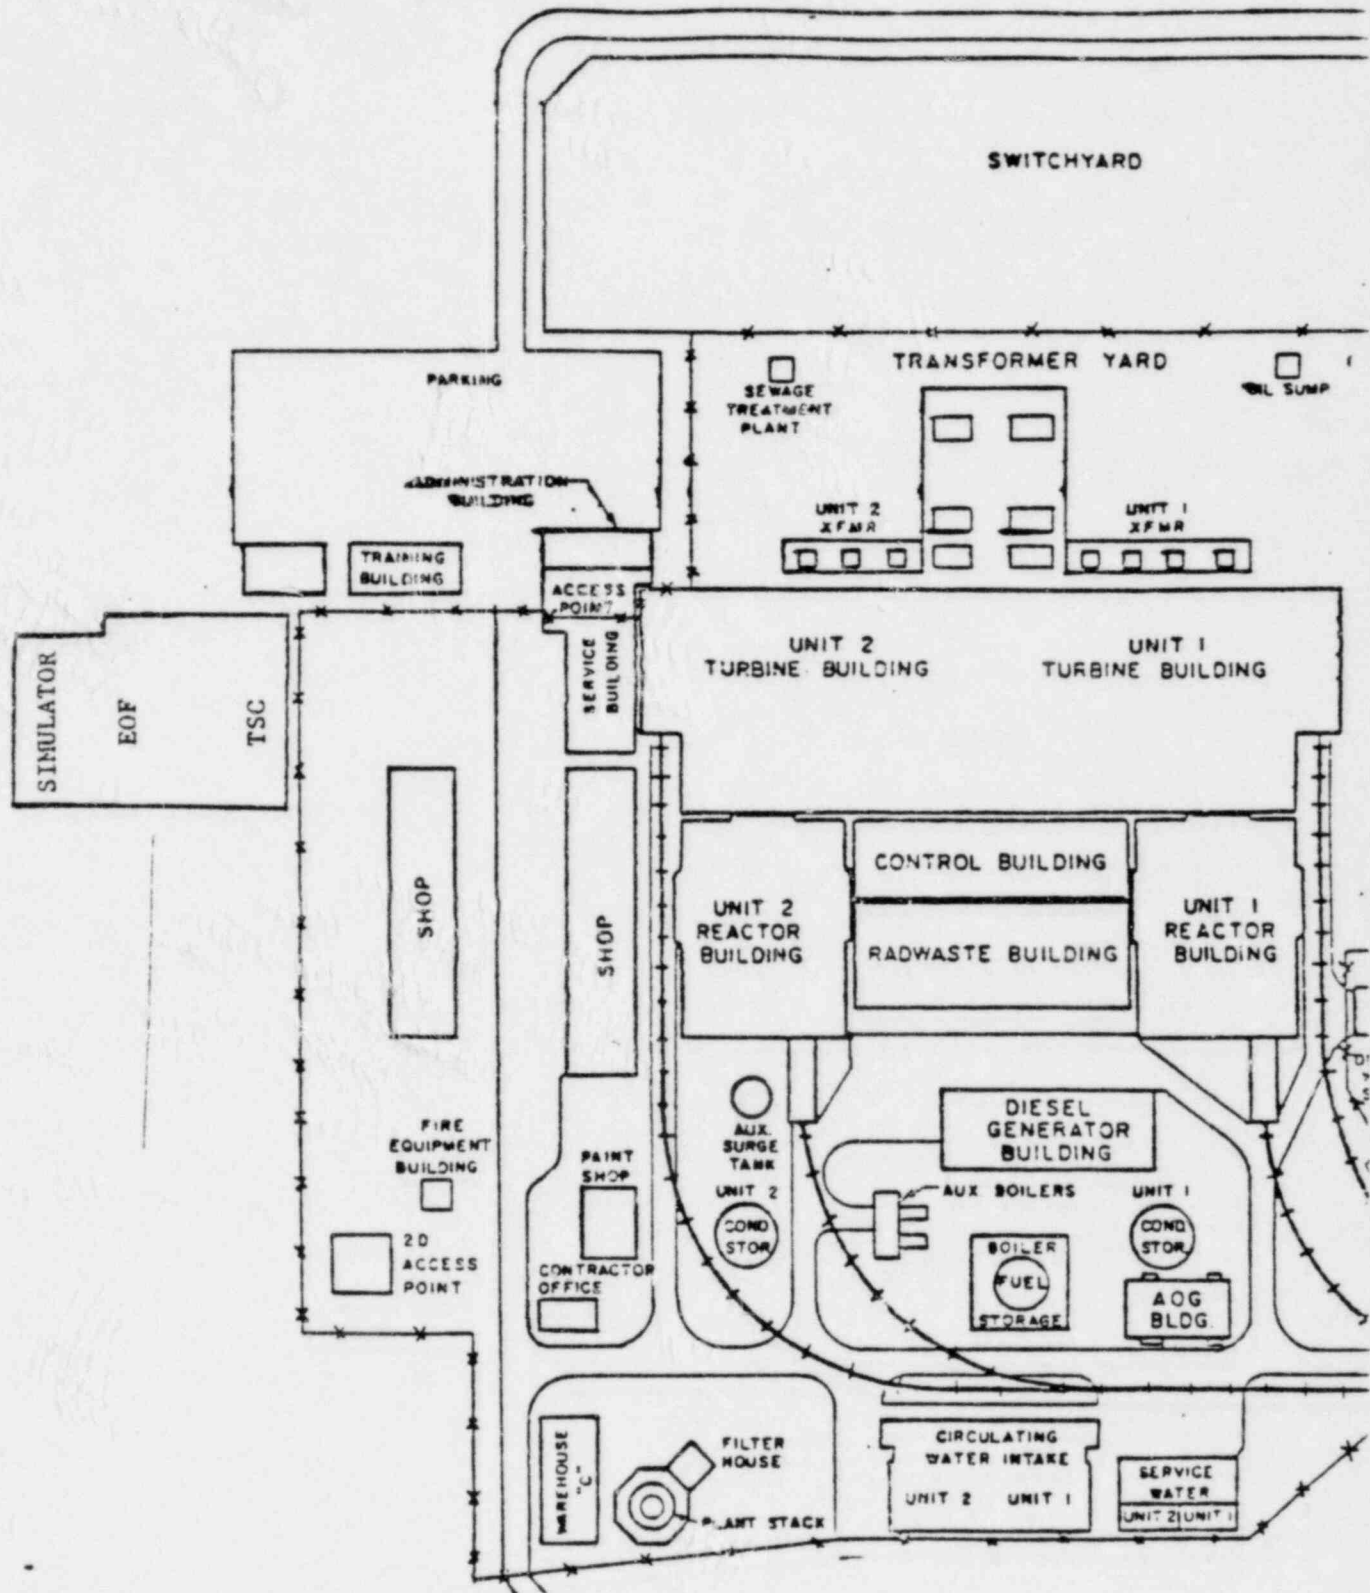 SWITCHYARD
TRANSFORMER YARD
PARKING
SEWAGE
TREATMENT
PLANT
OIL SUMP
ADMINISTRATION
BUILDING
UNIT 2
XFMR
UNIT 1
XFMR
TRAINING
BUILDING
ACCESS
POINT
SERVICE
BUILDING
UNIT 2
TURBINE BUILDING
UNIT 1
TURBINE BUILDING
SIMULATOR
EOF
TSC
SHOP
SHOP
UNIT 2
REACTOR
BUILDING
CONTROL BUILDING
RADWASTE BUILDING
UNIT 1
REACTOR
BUILDING
DIESEL
GENERATOR
BUILDING
AUX.
SURGE
TANK
FIRE
EQUIPMENT
BUILDING
PAINT
SHOP
UNIT 2
COND
STOR.
AUX BOILERS
UNIT 1
COND
STOR.
2D
ACCESS
POINT
CONTRACTOR
OFFICE
BOILER
FUEL
STORAGE
AOG
BLDG.
WAREHOUSE
"C"
FILTER
HOUSE
PLANT STACK
CIRCULATING
WATER INTAKE
UNIT 2 UNIT 1
SERVICE
WATER
UNIT 2 UNIT 1